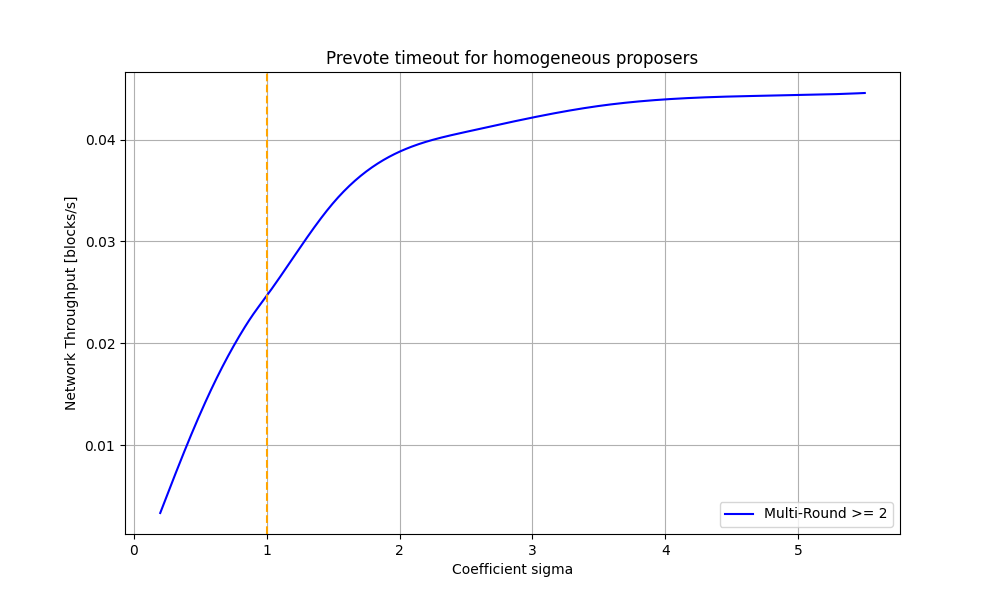 Prevote timeout for homogeneous proposers
Network Throughput [blocks/s]
0.04
0.03
0.02
0.01
0 1 2 3 4 5
Coefficient sigma
Multi-Round >= 2